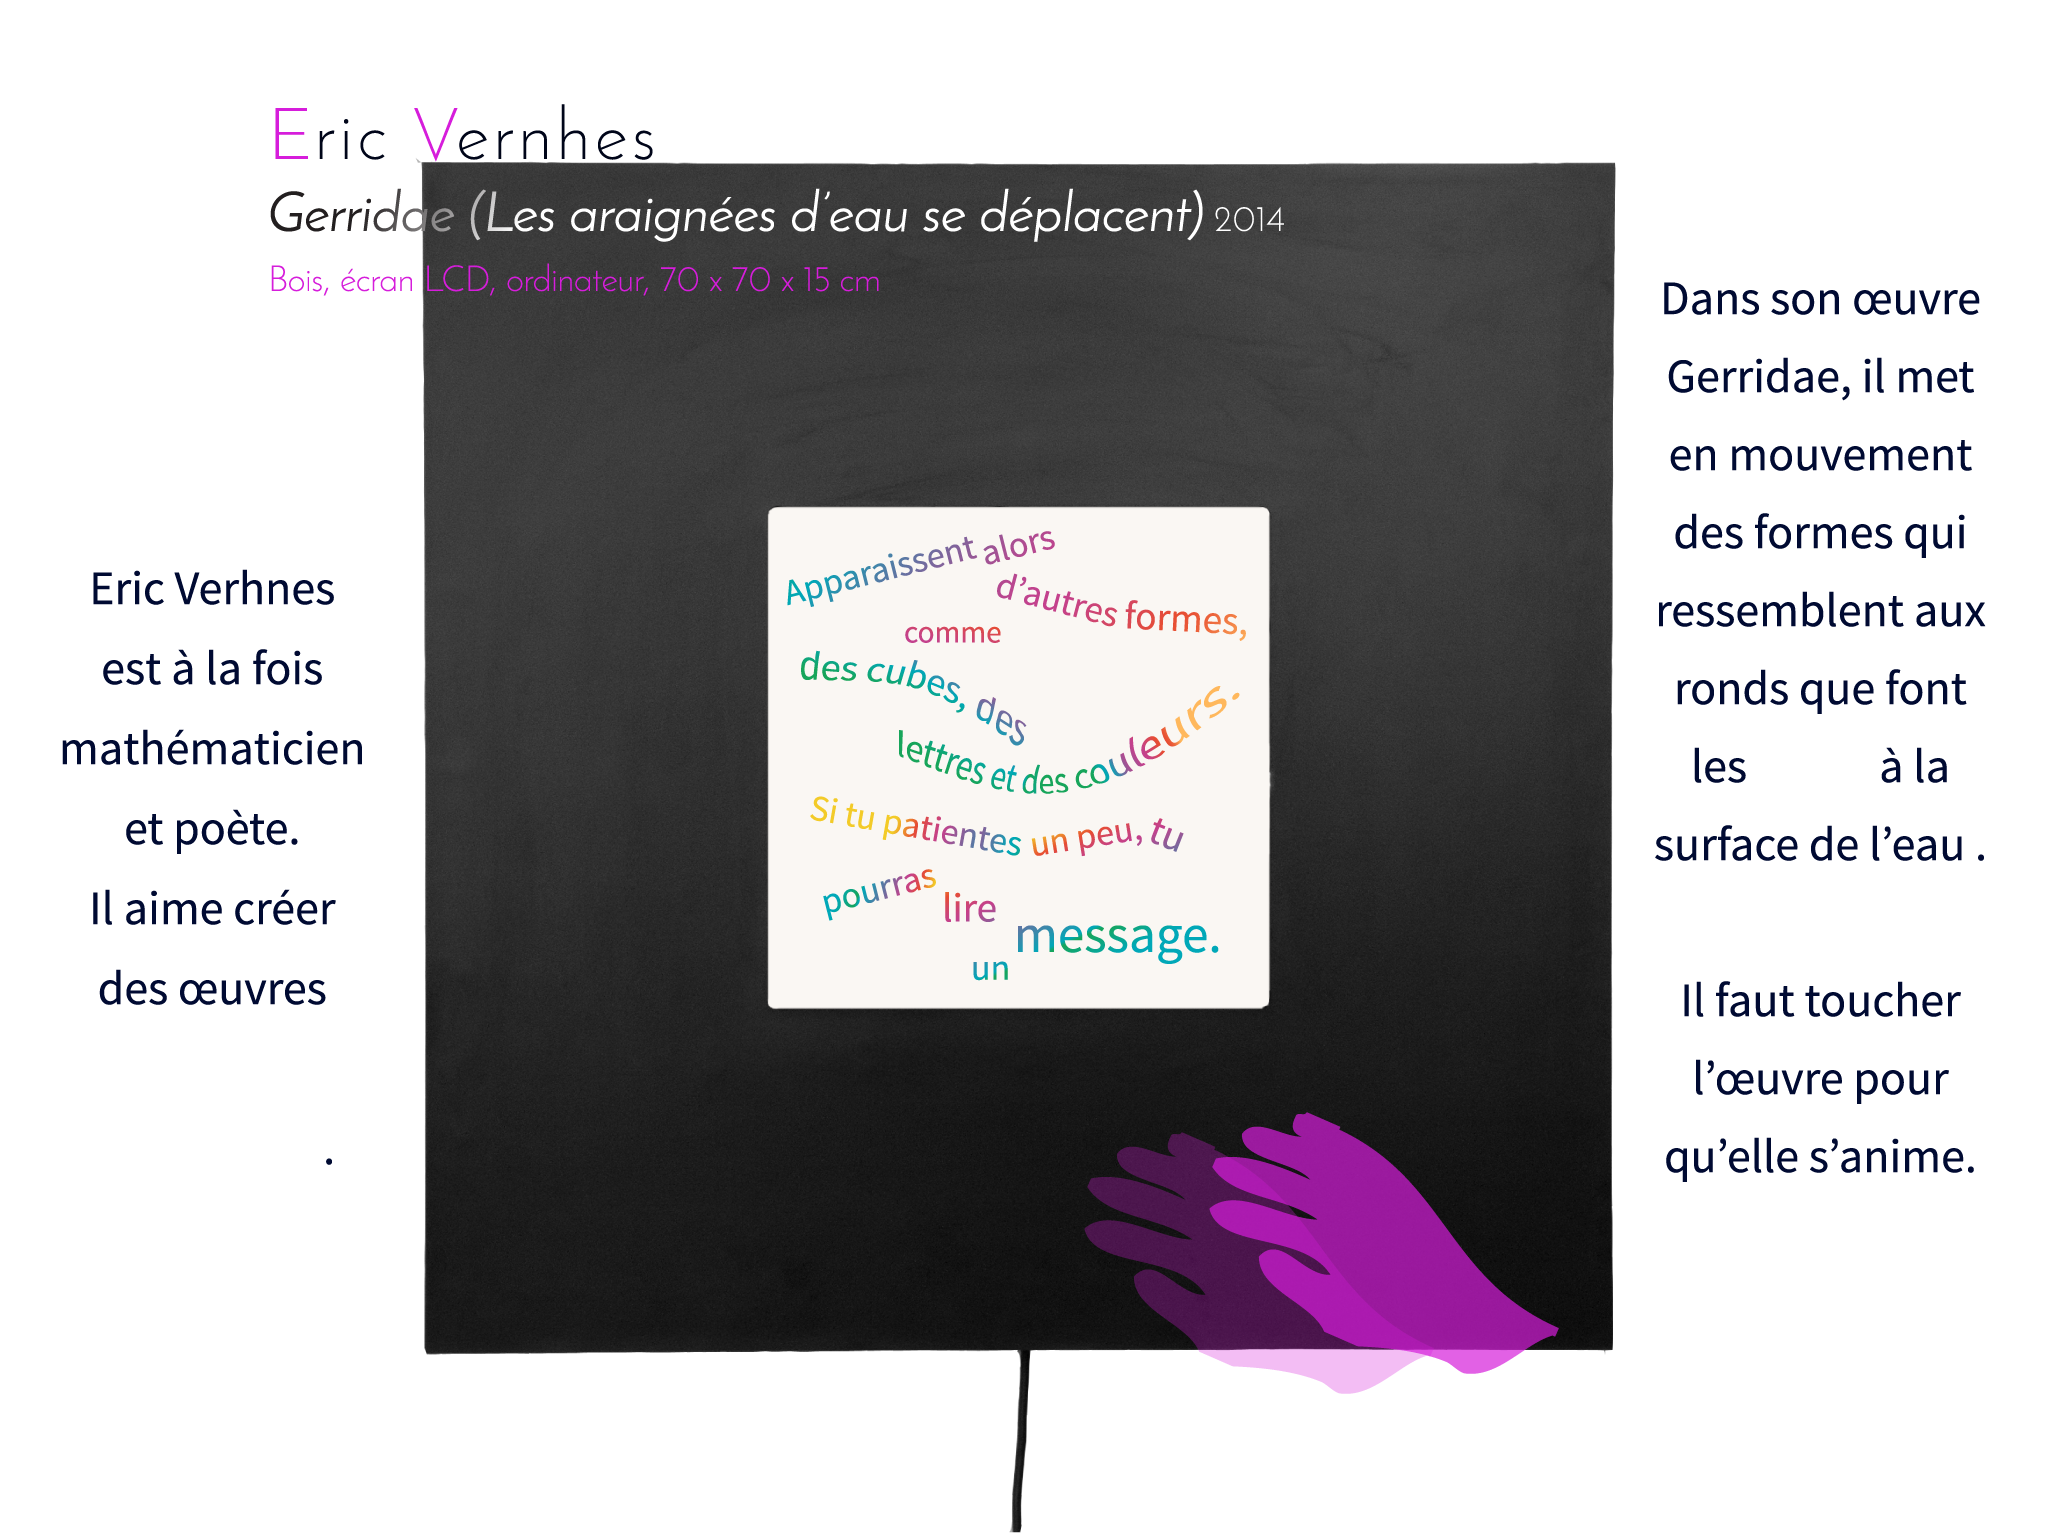 Eric Vernhes
Gerridae (Les araignées d’eau se déplacent) 2014
Bois, écran LCD, ordinateur, 70 x 70 x 15 cm
Eric Verhnes
est à la fois
mathématicien
et poète.
Il aime créer
des œuvres
.
Apparaissent alors
d’autres formes,
comme
des cubes, des
lettres et des couleurs.
Si tu patientes un peu, tu
pourras lire
un message.
Dans son œuvre
Gerridae, il met
en mouvement
des formes qui
ressemblent aux
ronds que font
les à la
surface de l’eau .
Il faut toucher
l’œuvre pour
qu’elle s’anime.